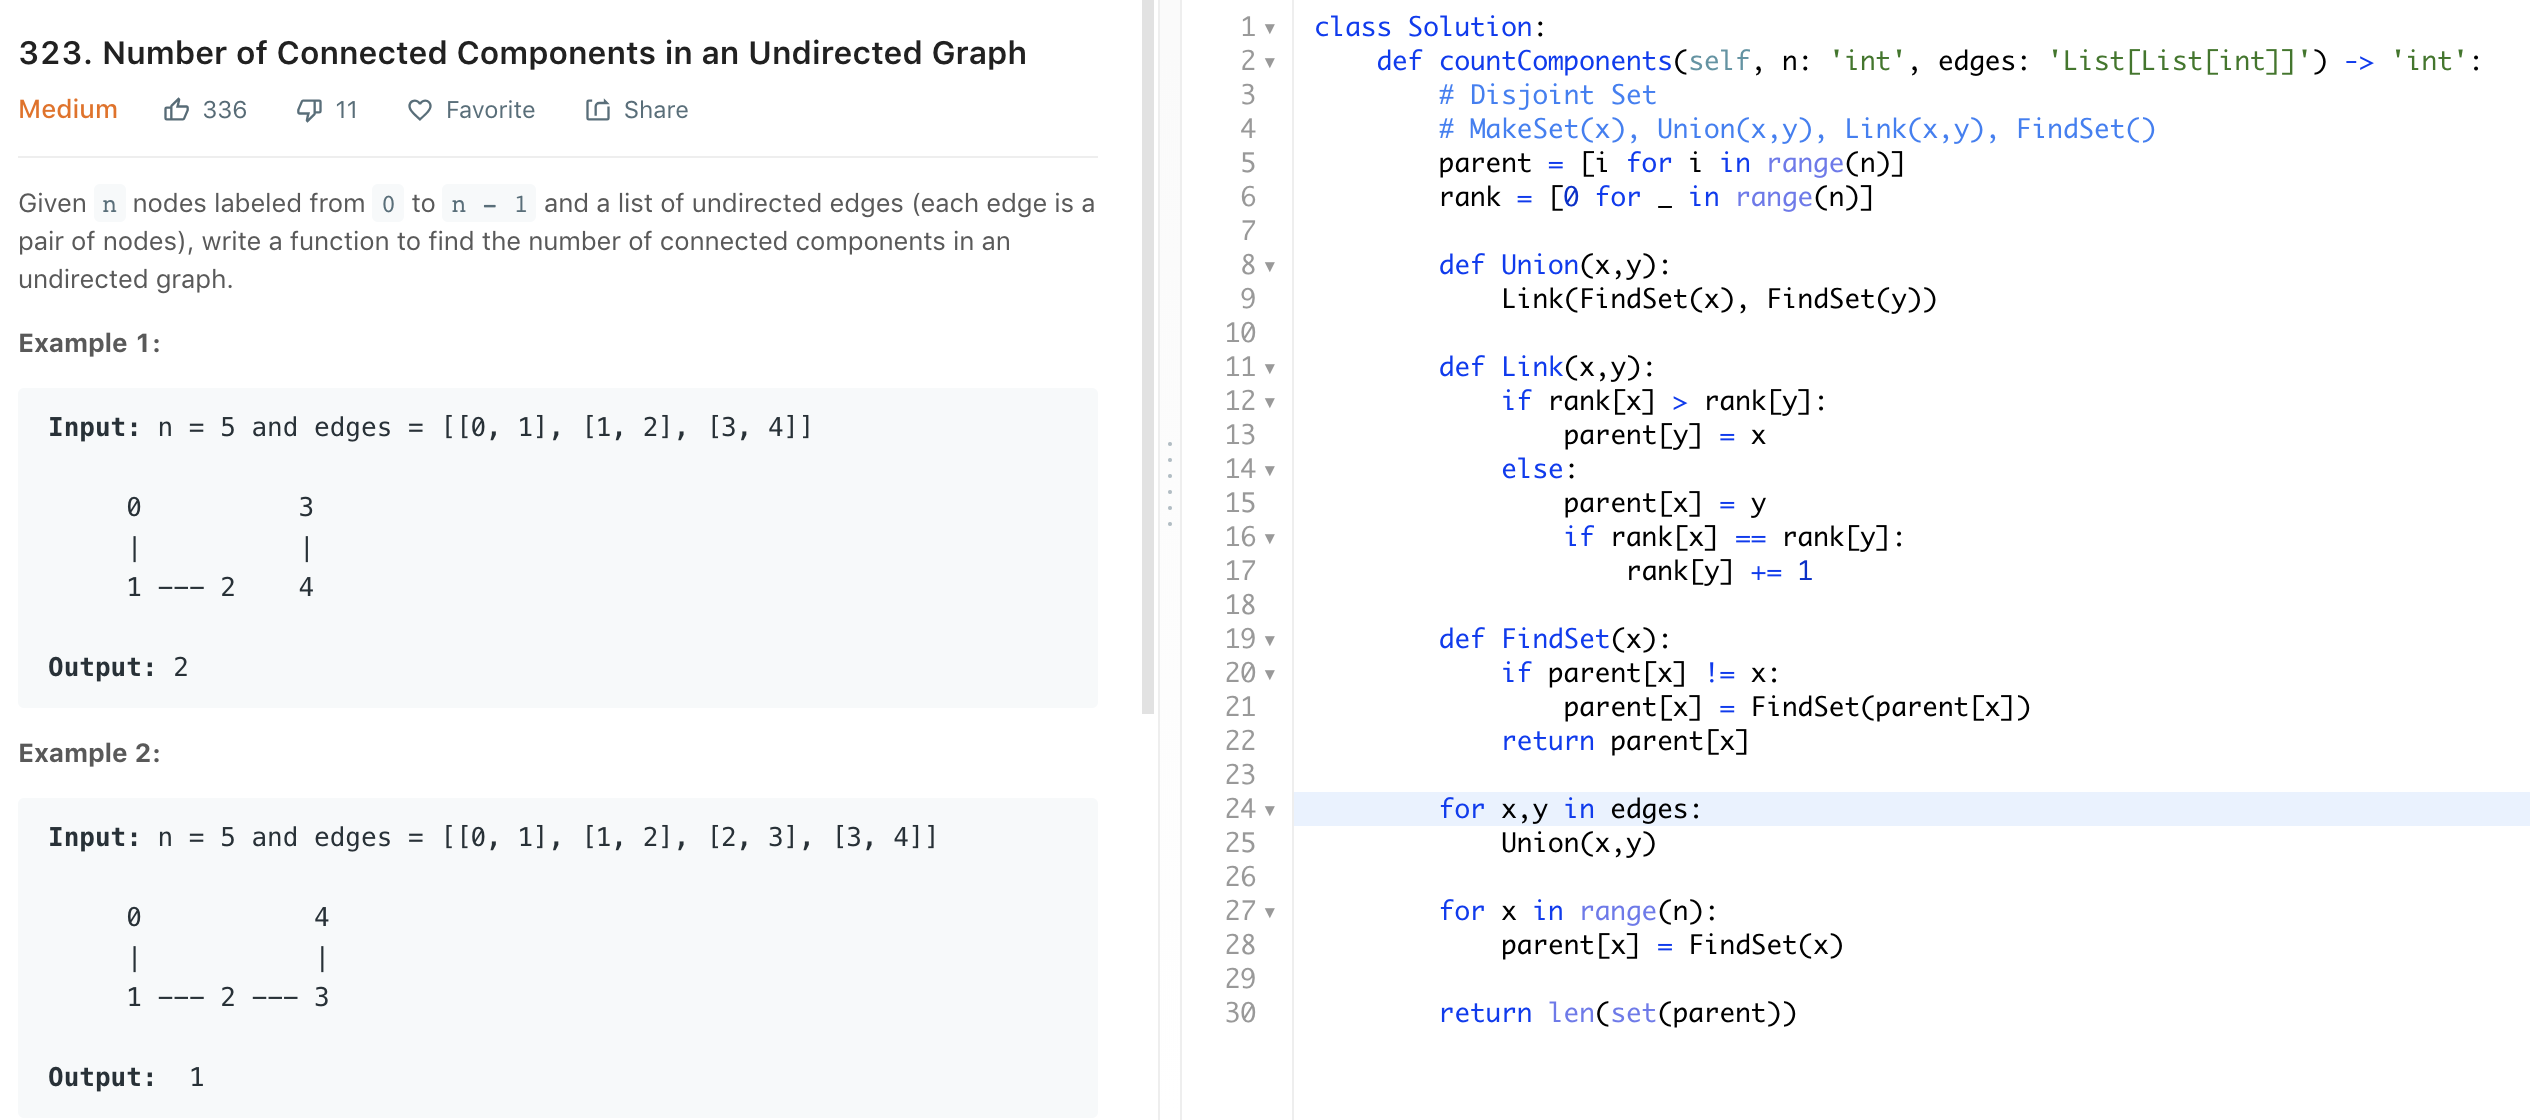 323. Number of Connected Components in an Undirected Graph
Medium 336 11 Favorite Share
Given n nodes labeled from 0 to n - 1 and a list of undirected edges (each edge is a
pair of nodes), write a function to find the number of connected components in an
undirected graph.
Example 1:
Input: n = 5 and edges = [[0, 1], [1, 2], [3, 4]]
0 3
| |
1 --- 2 4
Output: 2
Example 2:
Input: n = 5 and edges = [[0, 1], [1, 2], [2, 3], [3, 4]]
0 4
| |
1 --- 2 --- 3
Output: 1
1 class Solution:
2 def countComponents(self, n: 'int', edges: 'List[List[int]]') -> 'int':
3 # Disjoint Set
4 # MakeSet(x), Union(x,y), Link(x,y), FindSet()
5 parent = [i for i in range(n)]
6 rank = [0 for _ in range(n)]
7
8 def Union(x,y):
9 Link(FindSet(x), FindSet(y))
10
11 def Link(x,y):
12 if rank[x] > rank[y]:
13 parent[y] = x
14 else:
15 parent[x] = y
16 if rank[x] == rank[y]:
17 rank[y] += 1
18
19 def FindSet(x):
20 if parent[x] != x:
21 parent[x] = FindSet(parent[x])
22 return parent[x]
23
24 for x,y in edges:
25 Union(x,y)
26
27 for x in range(n):
28 parent[x] = FindSet(x)
29
30 return len(set(parent))